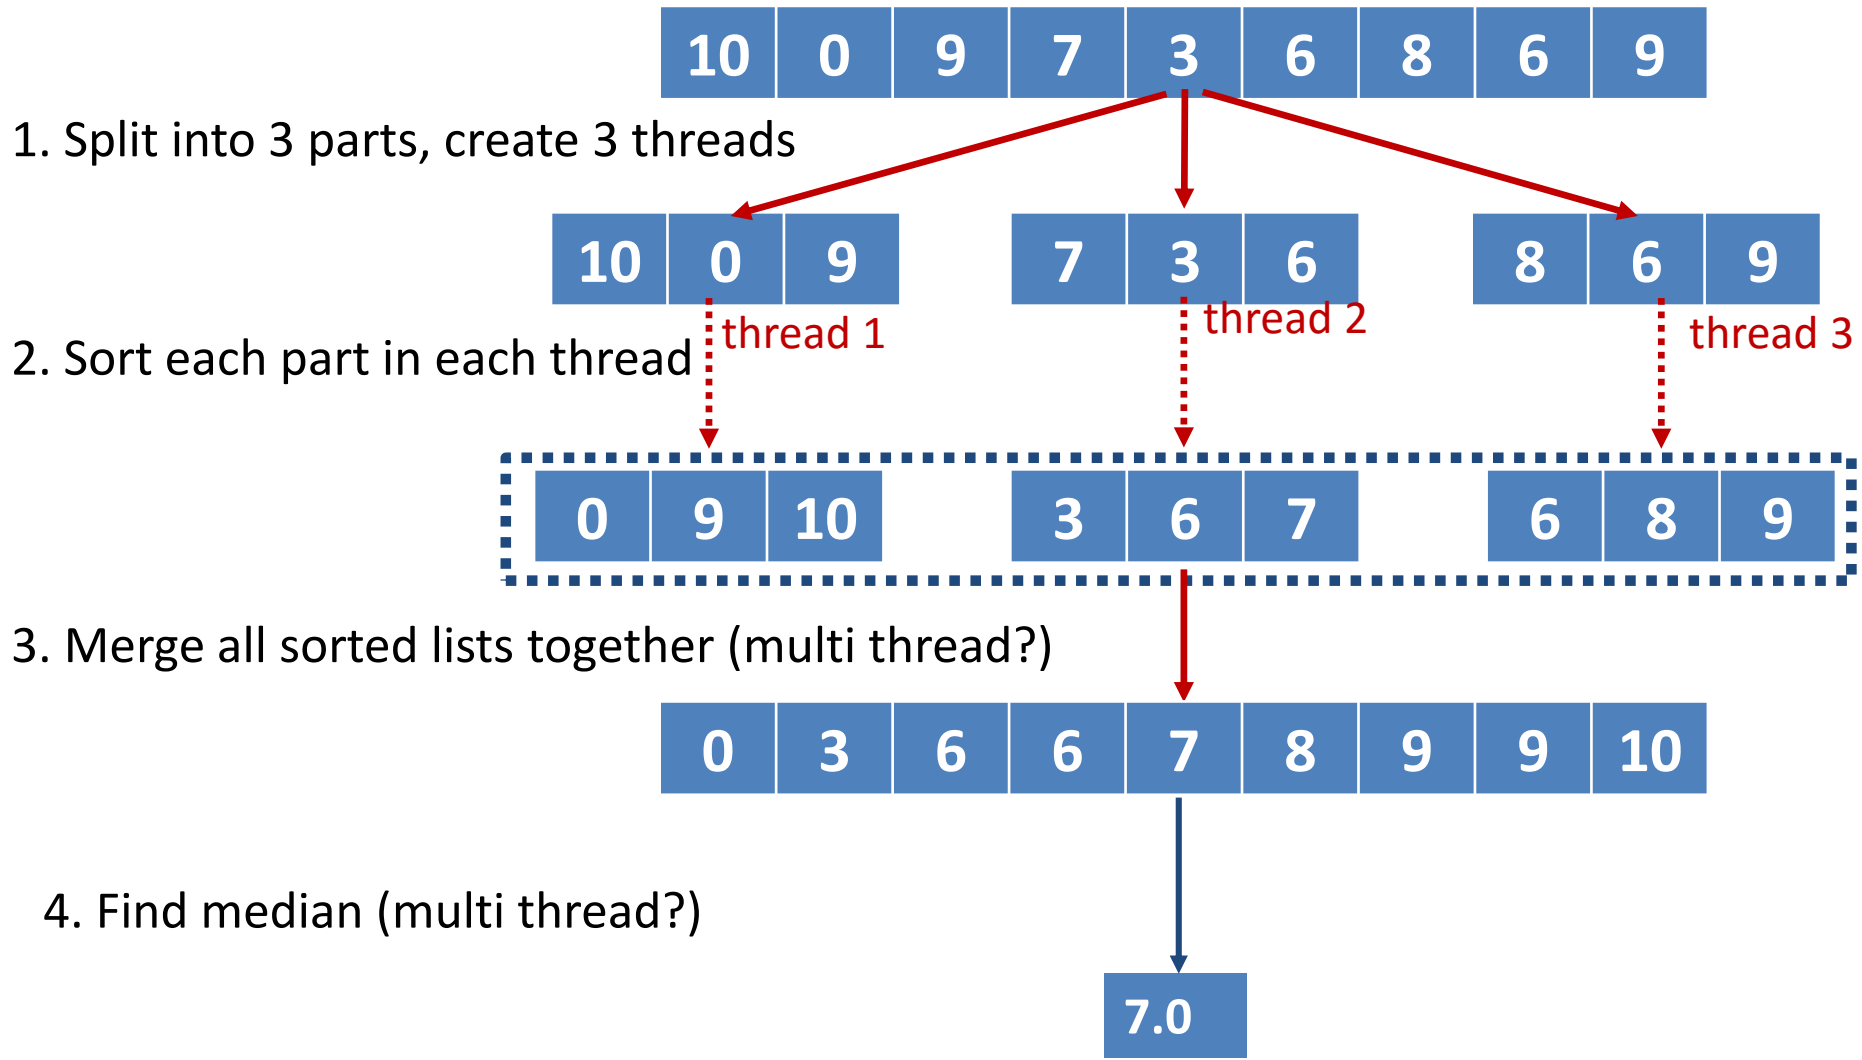 10 0 9 7 3 6 8 6 9
1. Split into 3 parts, create 3 threads
10 0 9 7 3 6 8 6 9
thread 1 thread 2 thread 3
2. Sort each part in each thread
0 9 10 3 6 7 6 8 9
3. Merge all sorted lists together (multi thread?)
0 3 6 6 7 8 9 9 10
4. Find median (multi thread?)
7.0